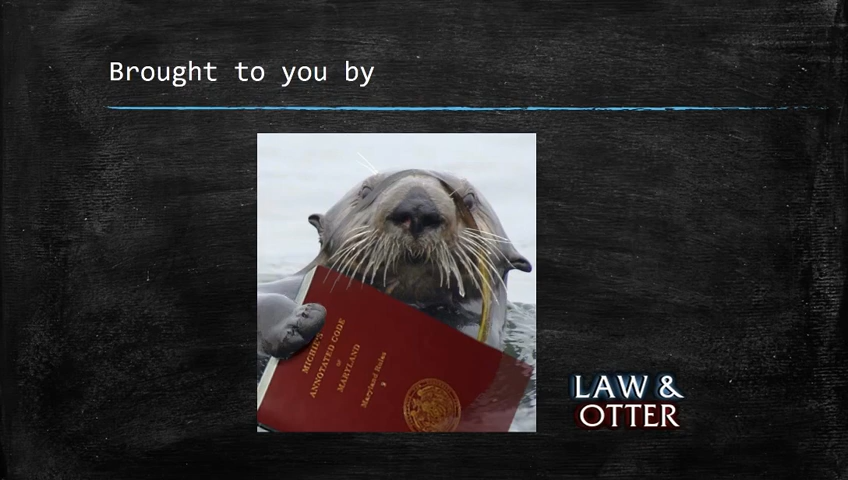 Brought to you by
MICHIE'S
ANNOTATED CODE
OF
MARYLAND
Maryland Rules
LAW &
OTTER